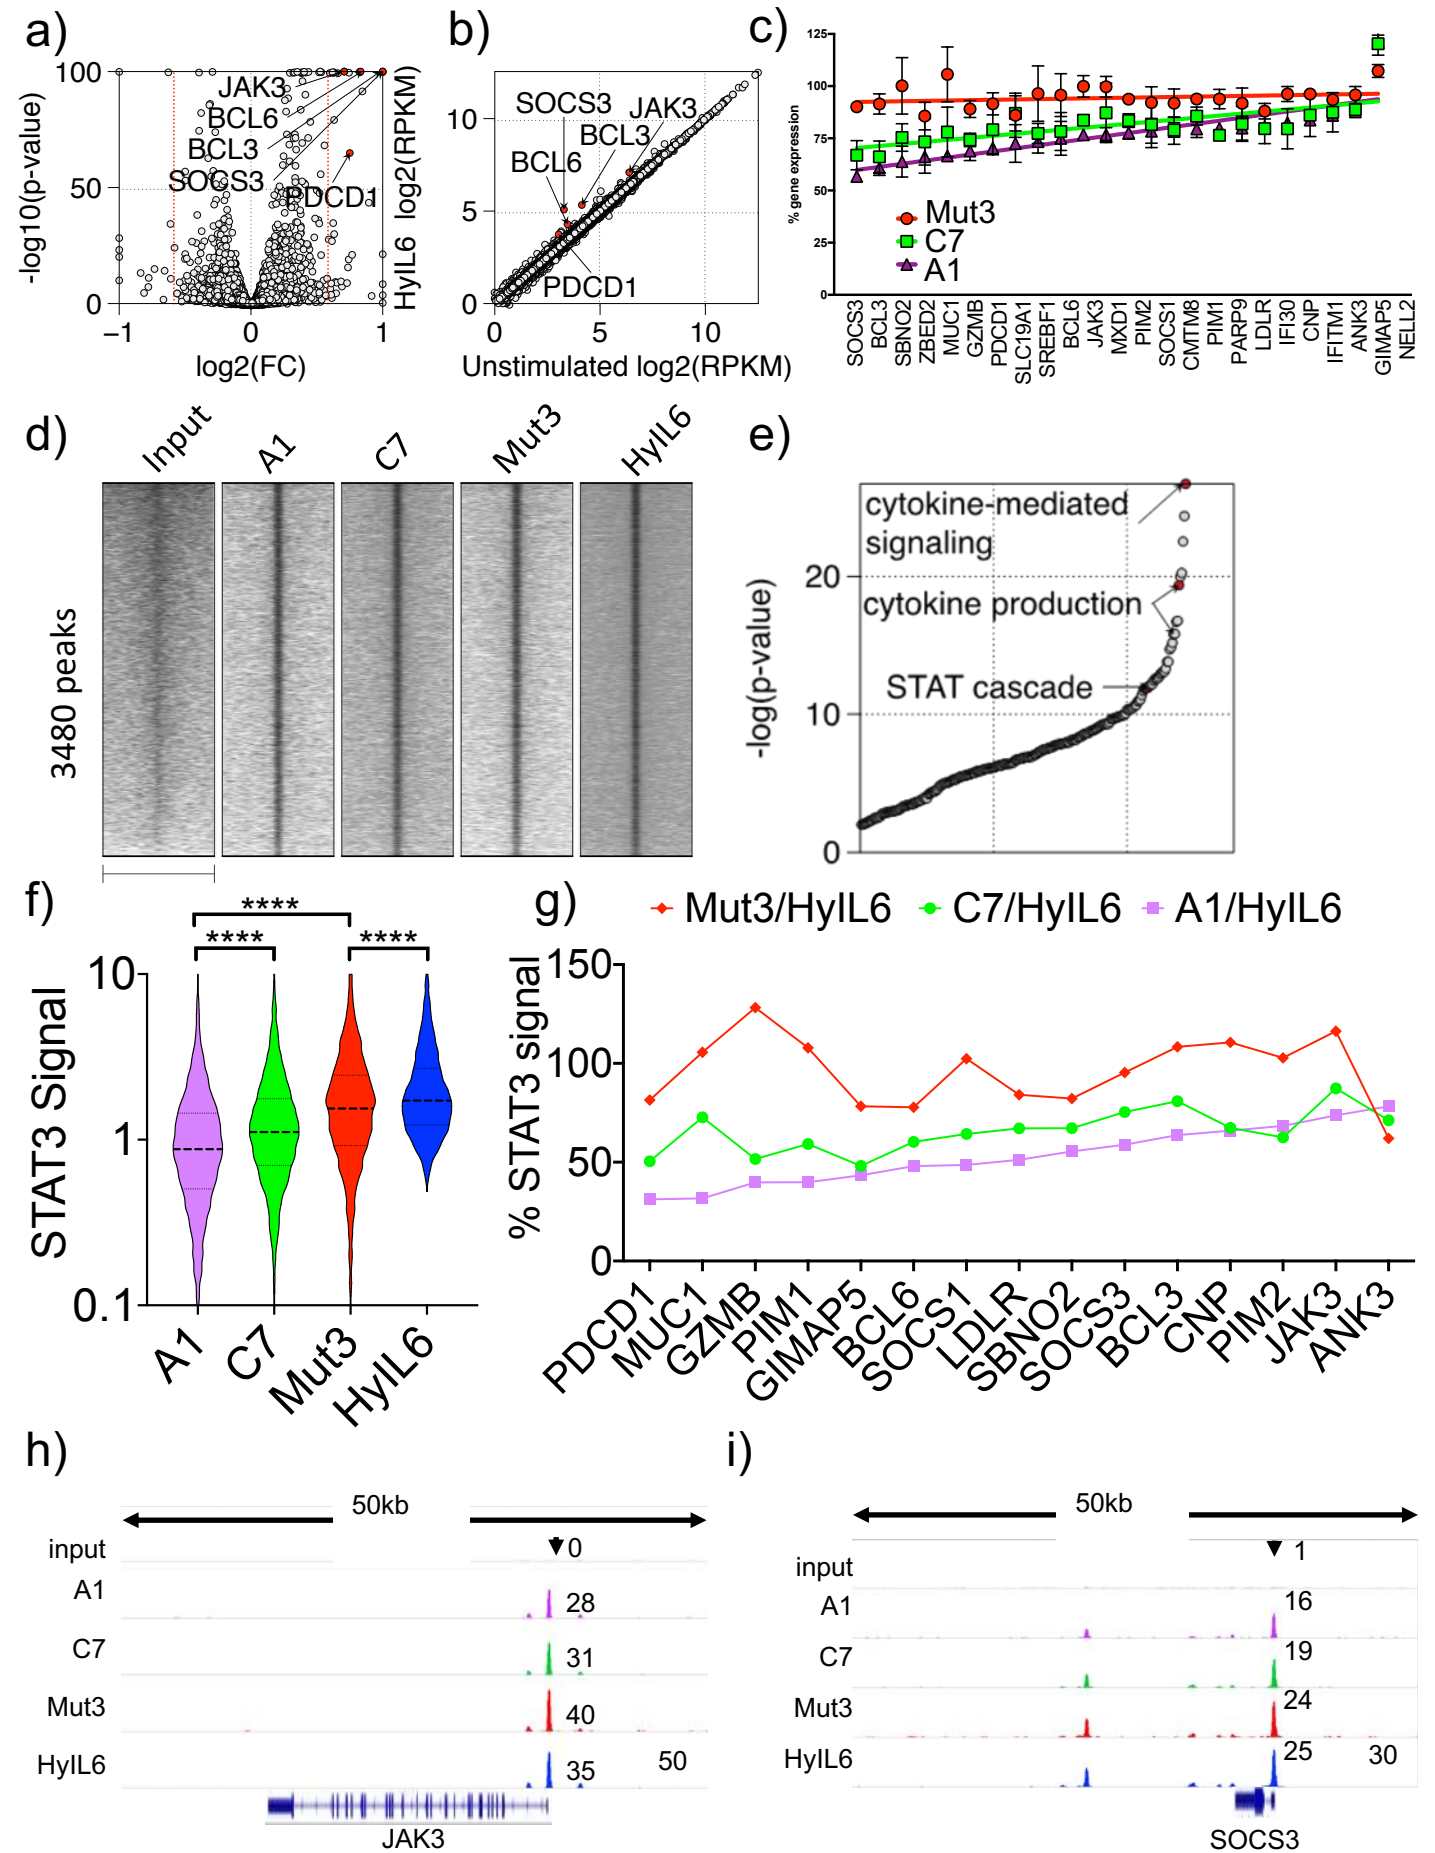 a)
-log10(p-value)
100
50
0
−1
0
1
log2(FC)
JAK3
BCL6
BCL3
SOCS3
PDCD1
b)
HyIL6 log2(RPKM)
10
5
0
0
5
10
Unstimulated log2(RPKM)
SOCS3
JAK3
BCL3
BCL6
PDCD1
c)
% gene expression
125
100
75
50
25
0
Mut3
C7
A1
SOCS3
BCL3
SBNO2
ZBED2
MUC1
GZMB
PDCD1
SLC19A1
SREBF1
BCL6
JAK3
MXD1
PIM2
SOCS1
CMTM8
PIM1
PARP9
LDLR
IFI30
CNP
IFITM1
ANK3
GIMAP5
NELL2
d)
Input
A1
C7
Mut3
HyIL6
3480 peaks
e)
-log(p-value)
20
10
0
cytokine-mediated
signaling
cytokine production
STAT cascade
f)
STAT3 Signal
10
1
0.1
****
****
****
A1
C7
Mut3
HyIL6
g)
Mut3/HyIL6
C7/HyIL6
A1/HyIL6
% STAT3 signal
150
100
50
0
PDCD1
MUC1
GZMB
PIM1
GIMAP5
BCL6
SOCS1
LDLR
SBNO2
SOCS3
BCL3
CNP
PIM2
JAK3
ANK3
h)
50kb
input
0
A1
28
C7
31
Mut3
40
HyIL6
35
50
JAK3
i)
50kb
input
1
A1
16
C7
19
Mut3
24
HyIL6
25
30
SOCS3